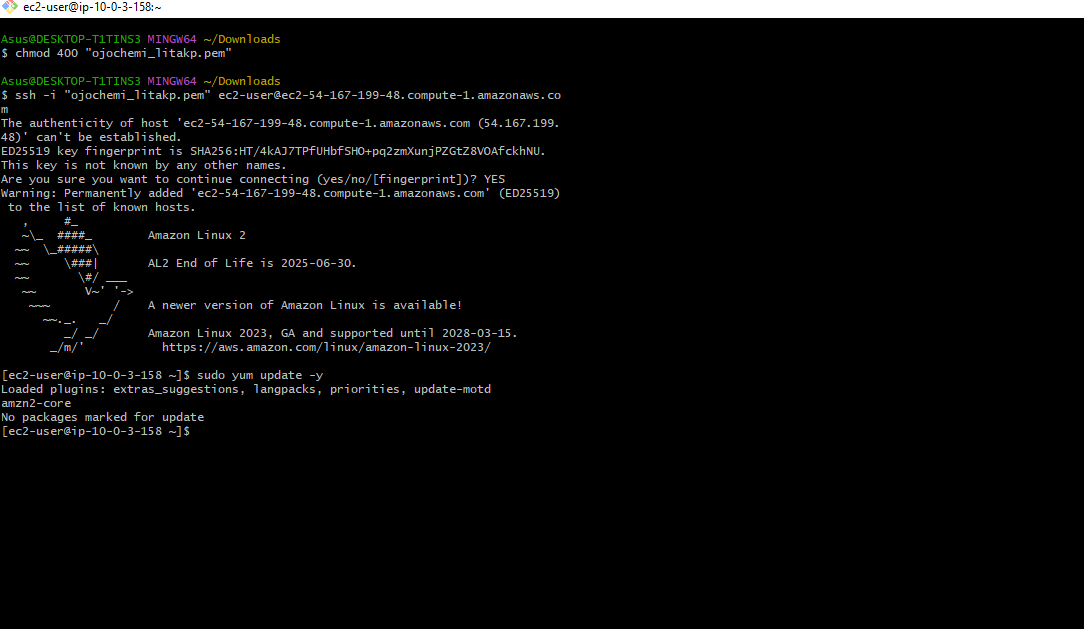 ec2-user@ip-10-0-3-158:~
Asus@DESKTOP-T1TINS3 MINGW64 ~/Downloads
$ chmod 400 "ojochemi_litakp.pem"
Asus@DESKTOP-T1TINS3 MINGW64 ~/Downloads
$ ssh -i "ojochemi_litakp.pem" ec2-user@ec2-54-167-199-48.compute-1.amazonaws.co
m
The authenticity of host 'ec2-54-167-199-48.compute-1.amazonaws.com (54.167.199.
48)' can't be established.
ED25519 key fingerprint is SHA256:HT/4kAJ7TPfUHbfSHO+pq2zmXunjPZGtZ8VOAfckhNU.
This key is not known by any other names.
Are you sure you want to continue connecting (yes/no/[fingerprint])? YES
Warning: Permanently added 'ec2-54-167-199-48.compute-1.amazonaws.com' (ED25519)
 to the list of known hosts.
   ,     #_
   ~\_  ####_        Amazon Linux 2
  ~~  \_#####\
  ~~     \###|       AL2 End of Life is 2025-06-30.
  ~~       \#/ ___
   ~~       V~' '->
    ~~~         /    A newer version of Amazon Linux is available!
      ~~._.   _/
         _/ _/       Amazon Linux 2023, GA and supported until 2028-03-15.
       _/m/'           https://aws.amazon.com/linux/amazon-linux-2023/
[ec2-user@ip-10-0-3-158 ~]$ sudo yum update -y
Loaded plugins: extras_suggestions, langpacks, priorities, update-motd
amzn2-core
No packages marked for update
[ec2-user@ip-10-0-3-158 ~]$